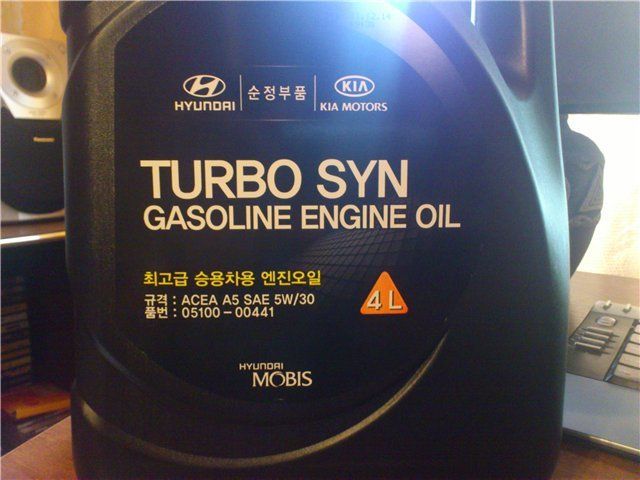 HYUNDAI
순정부품
KIA
KIA MOTORS
TURBO SYN
GASOLINE ENGINE OIL
최고급 승용차용 엔진오일
규격 : ACEA A5 SAE 5W/30
품번 : 05100-00441
4 L
HYUNDAI
MOBIS